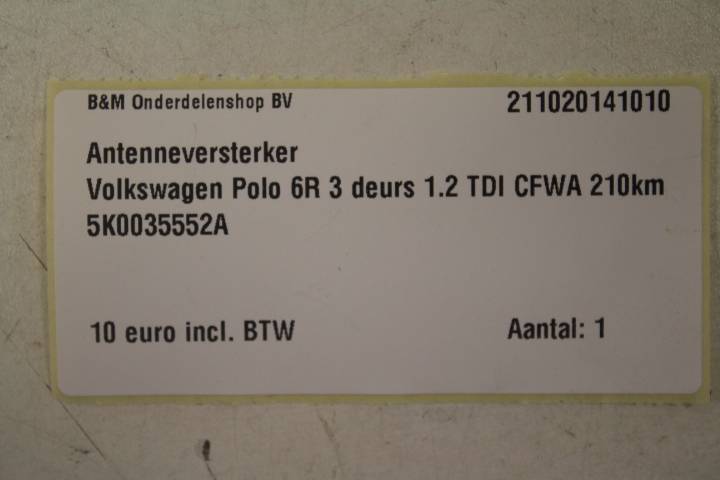 B&M Onderdelenshop BV 211020141010
Antenneversterker
Volkswagen Polo 6R 3 deurs 1.2 TDI CFWA 210km
5K0035552A
10 euro incl. BTW Aantal: 1